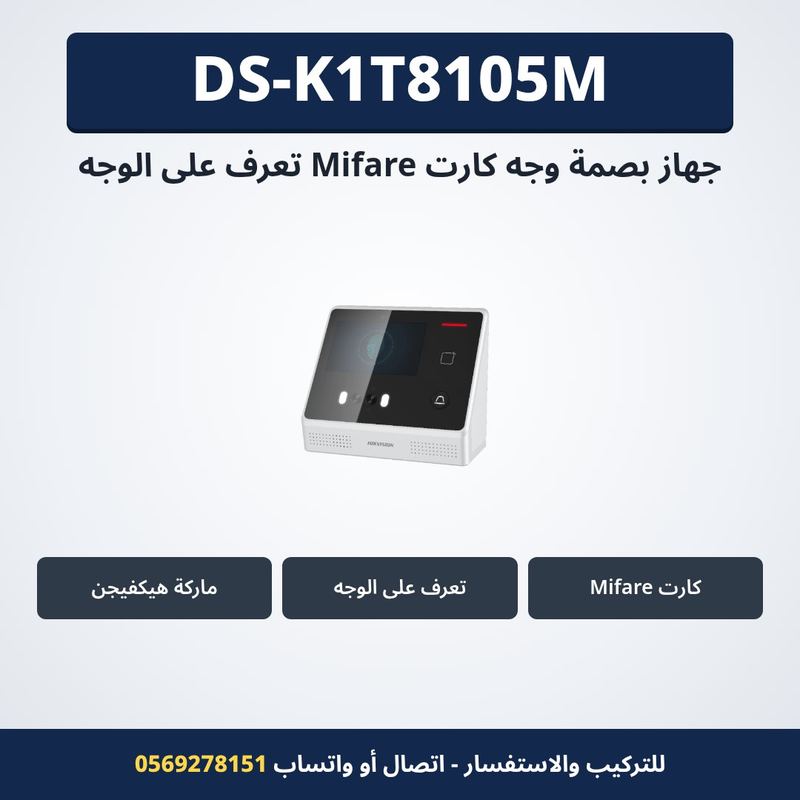 DS-K1T8105M
جهاز بصمة وجه كارت Mifare تعرف على الوجه
HIKVISION
كارت Mifare
تعرف على الوجه
ماركة هيكفيجن
للتركيب والاستفسار - اتصال أو واتساب 0569278151